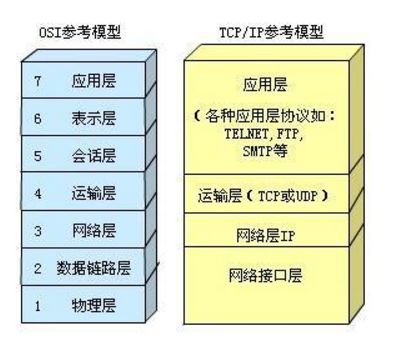 OSI参考模型
7 应用层
6 表示层
5 会话层
4 运输层
3 网络层
2 数据链路层
1 物理层
TCP/IP参考模型
应用层
(各种应用层协议如:
TELNET,FTP,
SMTP等
运输层(TCP或UDP)
网络层IP
网络接口层